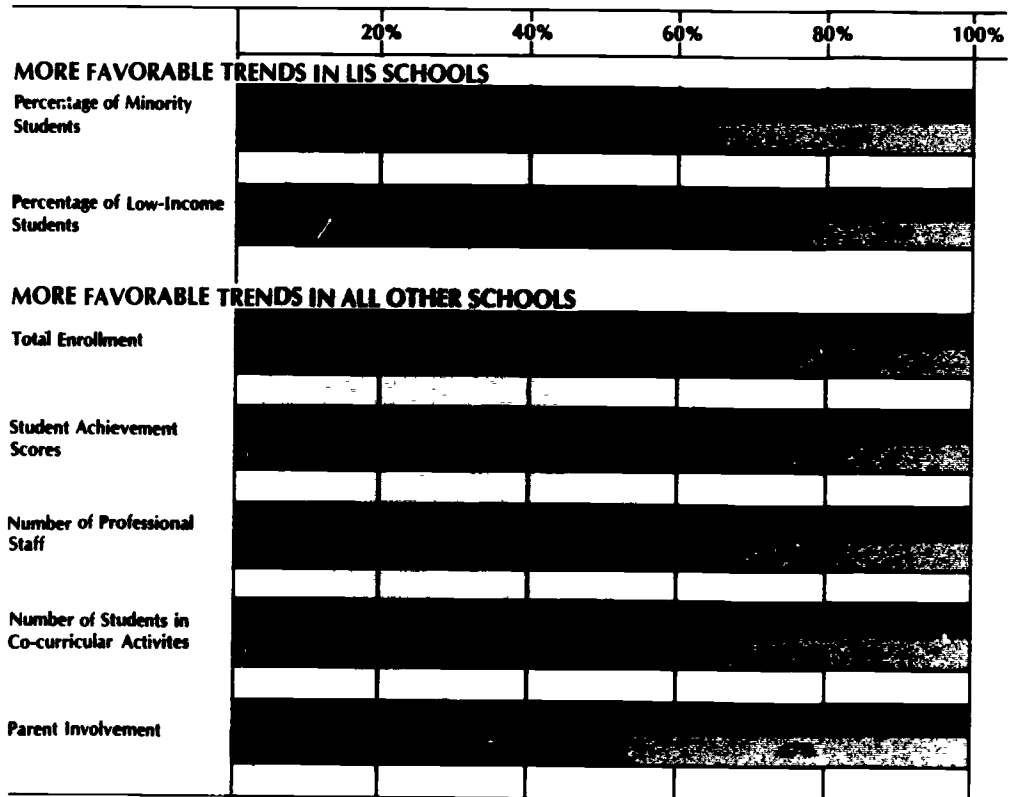 20% 40% 60% 80% 100%
MORE FAVORABLE TRENDS IN LIS SCHOOLS
Percentage of Minority
Students
Percentage of Low-Income
Students
MORE FAVORABLE TRENDS IN ALL OTHER SCHOOLS
Total Enrollment
Student Achievement
Scores
Number of Professional
Staff
Number of Students in
Co-curricular Activites
Parent Involvement